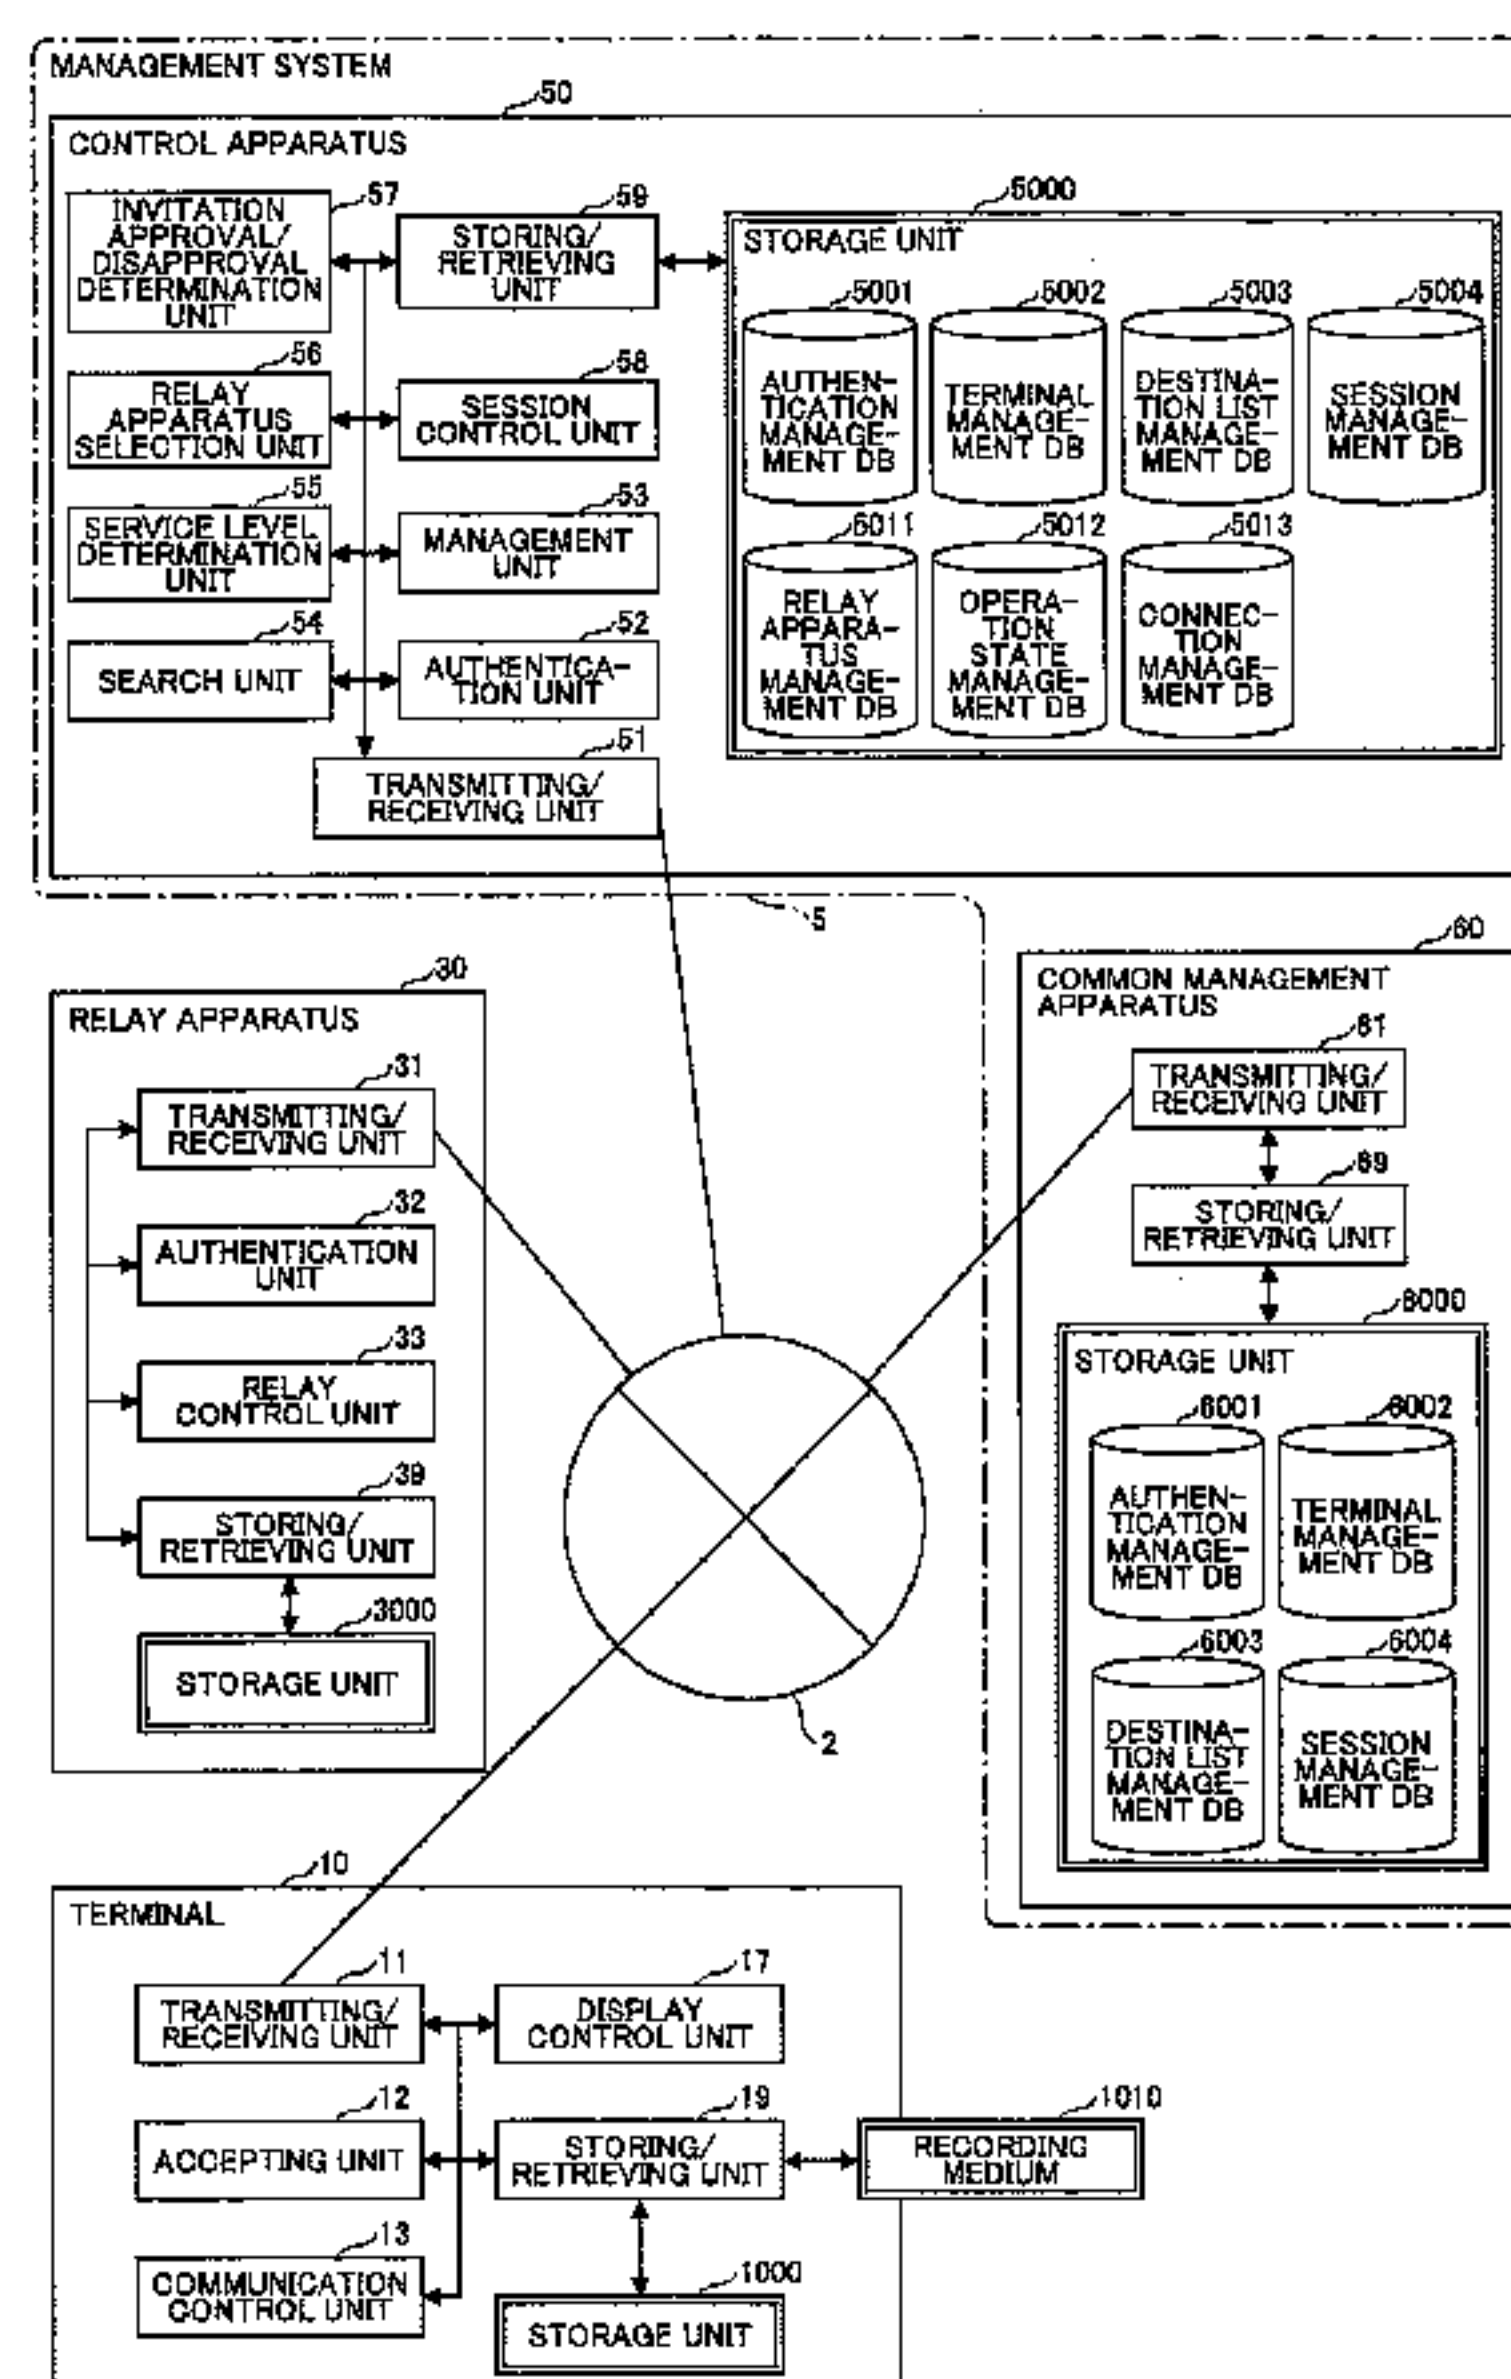 MANAGEMENT SYSTEM
50
CONTROL APPARATUS
57
INVITATION
APPROVAL/
DISAPPROVAL
DETERMINATION
UNIT
59
STORING/
RETRIEVING
UNIT
56
RELAY
APPARATUS
SELECTION UNIT
58
SESSION
CONTROL UNIT
55
SERVICE LEVEL
DETERMINATION
UNIT
53
MANAGEMENT
UNIT
54
SEARCH UNIT
52
AUTHENTICA-
TION UNIT
51
TRANSMITTING/
RECEIVING UNIT
5000
STORAGE UNIT
5001
AUTHEN-
TICATION
MANAGE-
MENT DB
5002
TERMINAL
MANAGE-
MENT DB
5003
DESTINA-
TION LIST
MANAGE-
MENT DB
5004
SESSION
MANAGE-
MENT DB
5011
RELAY
APPARA-
TUS
MANAGE-
MENT DB
5012
OPERA-
TION
STATE
MANAGE-
MENT DB
5013
CONNEC-
TION
MANAGE-
MENT DB
5
30
RELAY APPARATUS
31
TRANSMITTING/
RECEIVING UNIT
32
AUTHENTICATION
UNIT
33
RELAY
CONTROL UNIT
39
STORING/
RETRIEVING UNIT
3000
STORAGE UNIT
2
60
COMMON MANAGEMENT
APPARATUS
61
TRANSMITTING/
RECEIVING UNIT
69
STORING/
RETRIEVING UNIT
6000
STORAGE UNIT
6001
AUTHEN-
TICATION
MANAGE-
MENT DB
6002
TERMINAL
MANAGE-
MENT DB
6003
DESTINA-
TION LIST
MANAGE-
MENT DB
6004
SESSION
MANAGE-
MENT DB
10
TERMINAL
11
TRANSMITTING/
RECEIVING UNIT
17
DISPLAY
CONTROL UNIT
12
ACCEPTING UNIT
19
STORING/
RETRIEVING UNIT
1010
RECORDING
MEDIUM
13
COMMUNICATION
CONTROL UNIT
1000
STORAGE UNIT